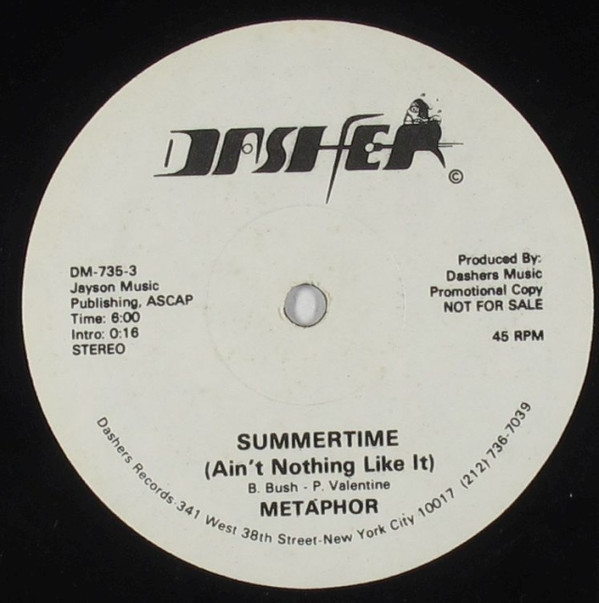 DASHER
©
DM-735-3
Jayson Music
Publishing, ASCAP
Time: 6:00
Intro: 0:16
STEREO
Produced By:
Dashers Music
Promotional Copy
NOT FOR SALE
45 RPM
SUMMERTIME
(Ain't Nothing Like It)
B. Bush - P. Valentine
METAPHOR
Dashers Records-341 West 38th Street-New York City 10017 (212) 736-7039